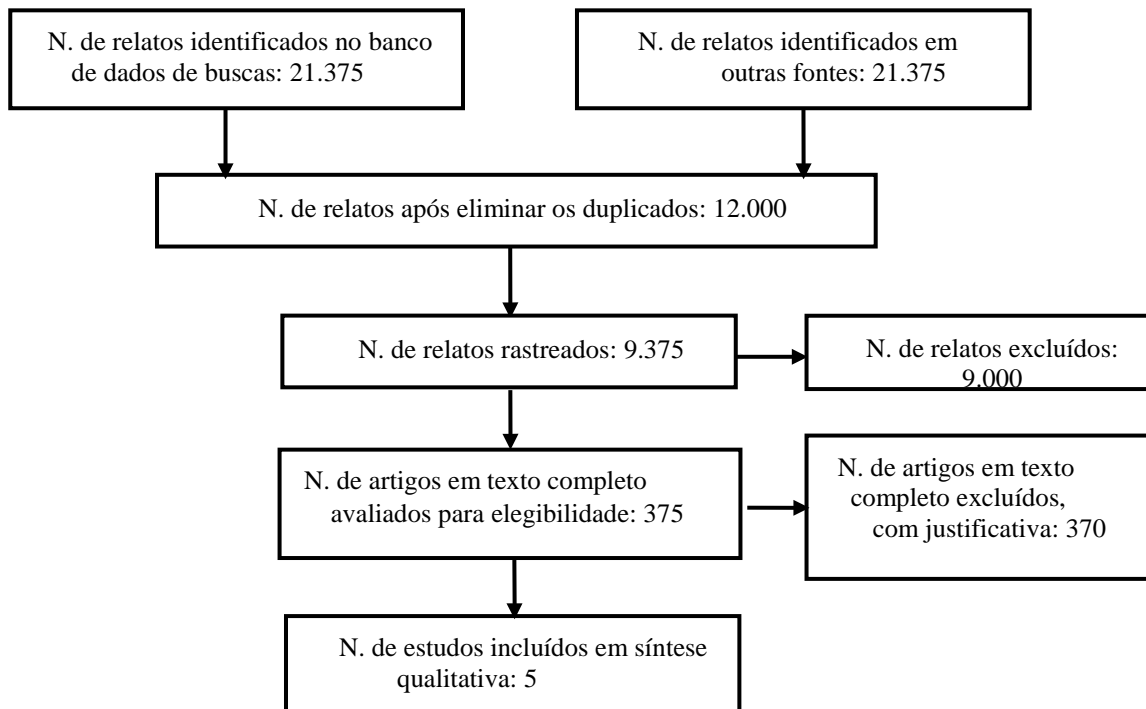 N. de relatos identificados no banco
de dados de buscas: 21.375
N. de relatos identificados em
outras fontes: 21.375
N. de relatos após eliminar os duplicados: 12.000
N. de relatos rastreados: 9.375
N. de relatos excluídos:
9.000
N. de artigos em texto completo
avaliados para elegibilidade: 375
N. de artigos em texto
completo excluídos,
com justificativa: 370
N. de estudos incluídos em síntese
qualitativa: 5